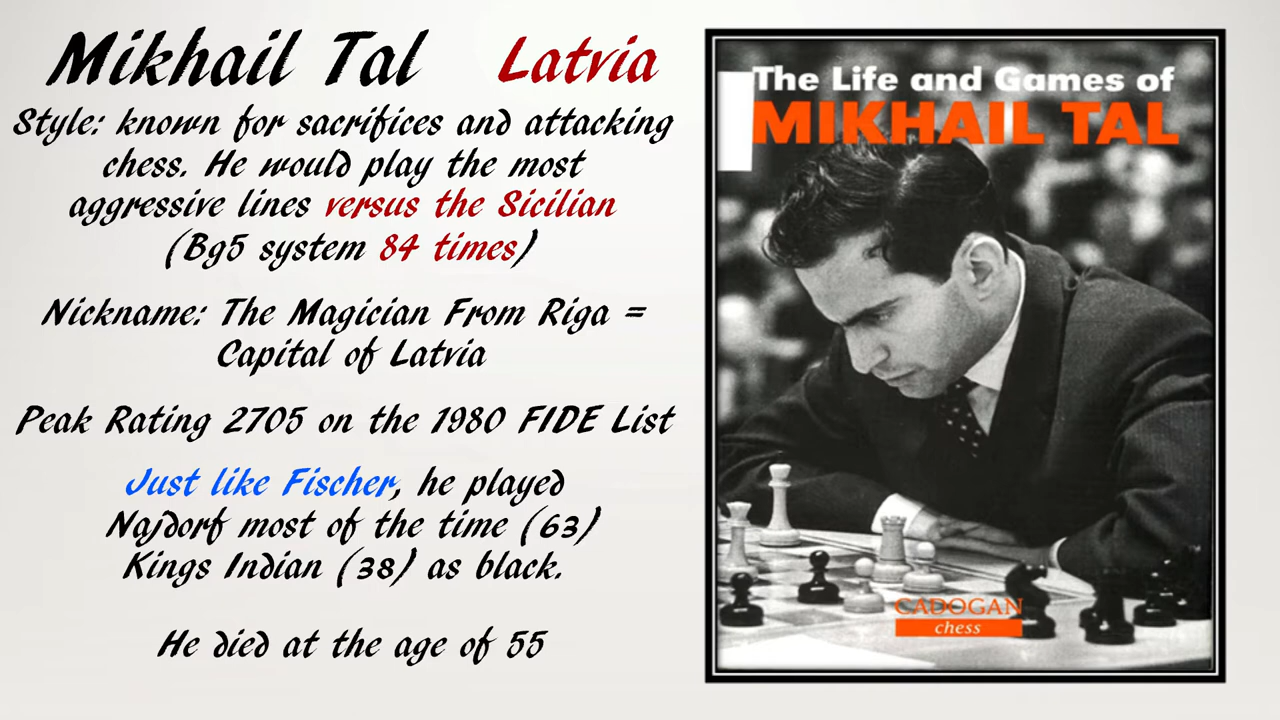 Mikhail Tal Latvia
Style: known for sacrifices and attacking
chess. He would play the most
aggressive lines versus the Sicilian
(Bg5 system 84 times)
Nickname: The Magician From Riga =
Capital of Latvia
Peak Rating 2705 on the 1980 FIDE List
Just like Fischer, he played
Najdorf most of the time (63)
Kings Indian (38) as black.
He died at the age of 55
The Life and Games of
MIKHAIL TAL
CADOGAN
chess